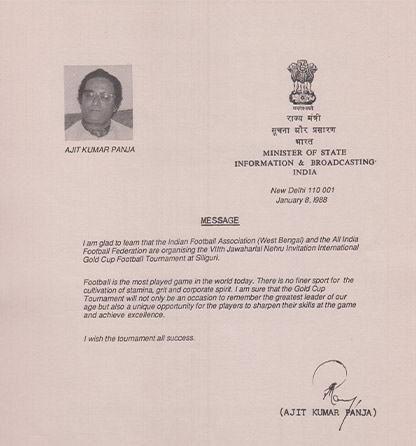 AJIT KUMAR PANJA
राज्य मंत्री
सूचना और प्रसारण
भारत
MINISTER OF STATE
INFORMATION & BROADCASTING
INDIA
New Delhi 110 001
January 8, 1988
MESSAGE
I am glad to learn that the Indian Football Association (West Bengal) and the All India
Football Federation are organising the VIIth Jawaharlal Nehru Invitation International
Gold Cup Football Tournament at Siliguri.
Football is the most played game in the world today. There is no finer sport for the
cultivation of stamina, grit and corporate spirit. I am sure that the Gold Cup
Tournament will not only be an occasion to remember the greatest leader of our
age but also a unique opportunity for the players to sharpen their skills at the game
and achieve excellence.
I wish the tournament all success.
(AJIT KUMAR PANJA)